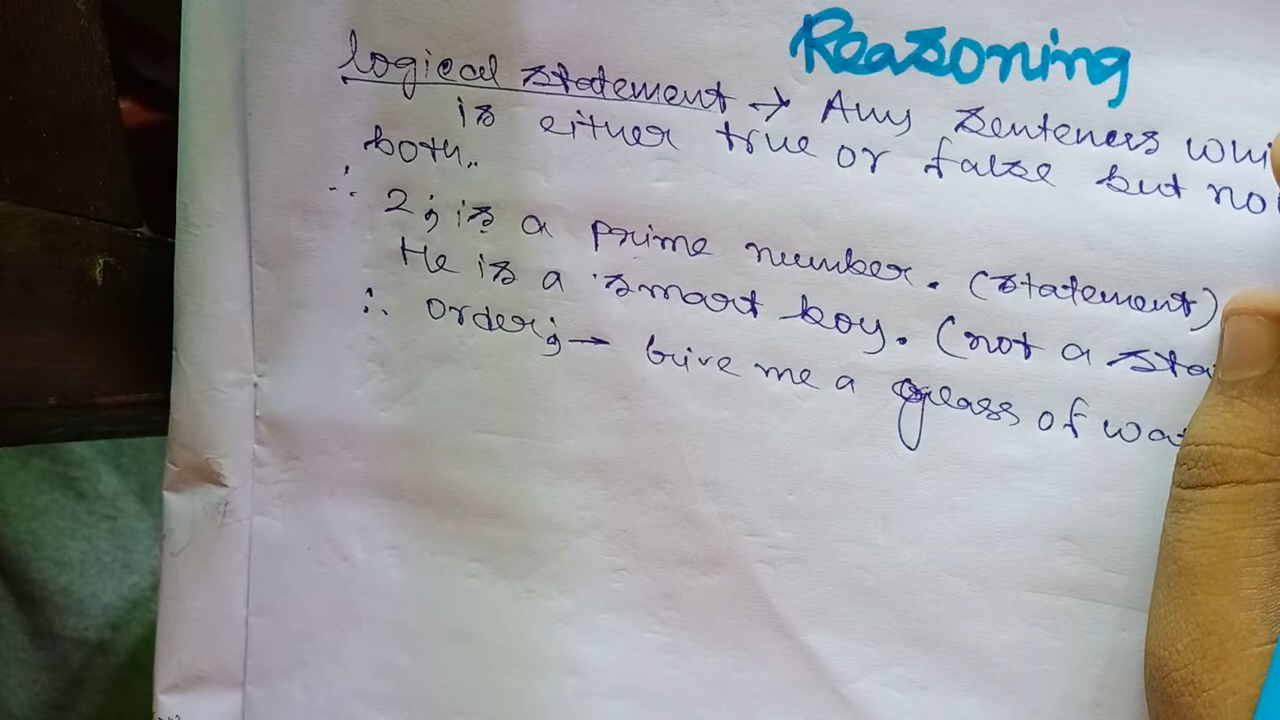 Reasoning
logical statement → Any sentences whi
is either true or false but no
both..
∴ 2; is a prime number. (statement)
He is a smart boy. (not a sta
∴ order; → Give me a glass of wa